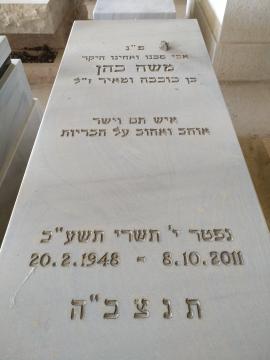 פ"נ
אבי סבנו ואחינו היקר
משה כהן
בן כוכבה ומאיר ז"ל
איש תם וישר
אוהב ואהוב על הבריות
נפטר י' תשרי תשע"ב
20.2.1948 - 8.10.2011
תנצב"ה